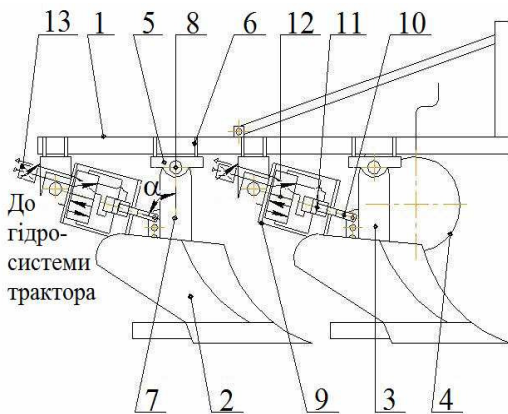 13 1 5 8 6 12 11 10
α
До
гідро-
системи
трактора
7 2 9 3 4